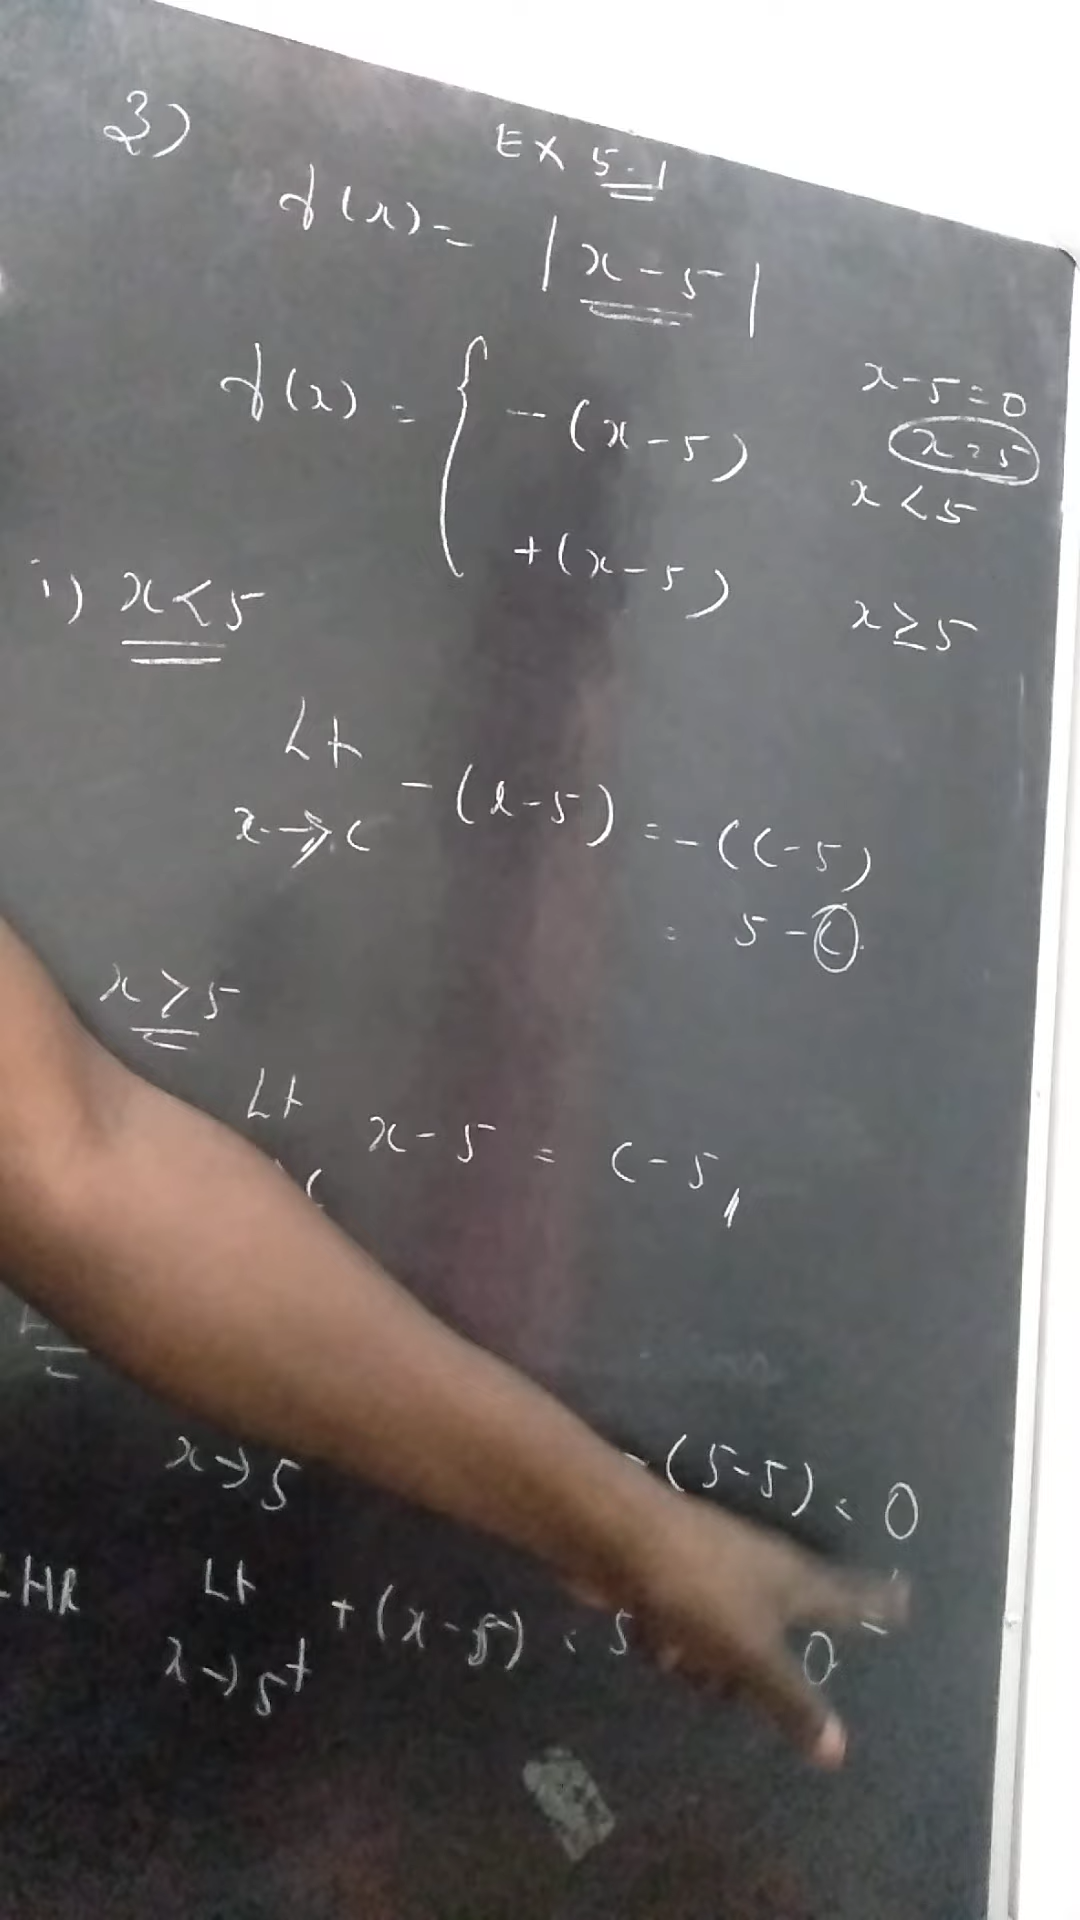 3) EX 5.1
f(x) = |x-5|
x-5=0
x=5
f(x) = { -(x-5) x<5
+(x-5) x≥5
i) x<5
Lt -(x-5) = -(c-5)
x→c
= 5-c
x≥5
Lt x-5 = c-5,
c
-(5-5) = 0
x→5
LHR Lt +(x-5) = 5 0
x→5+